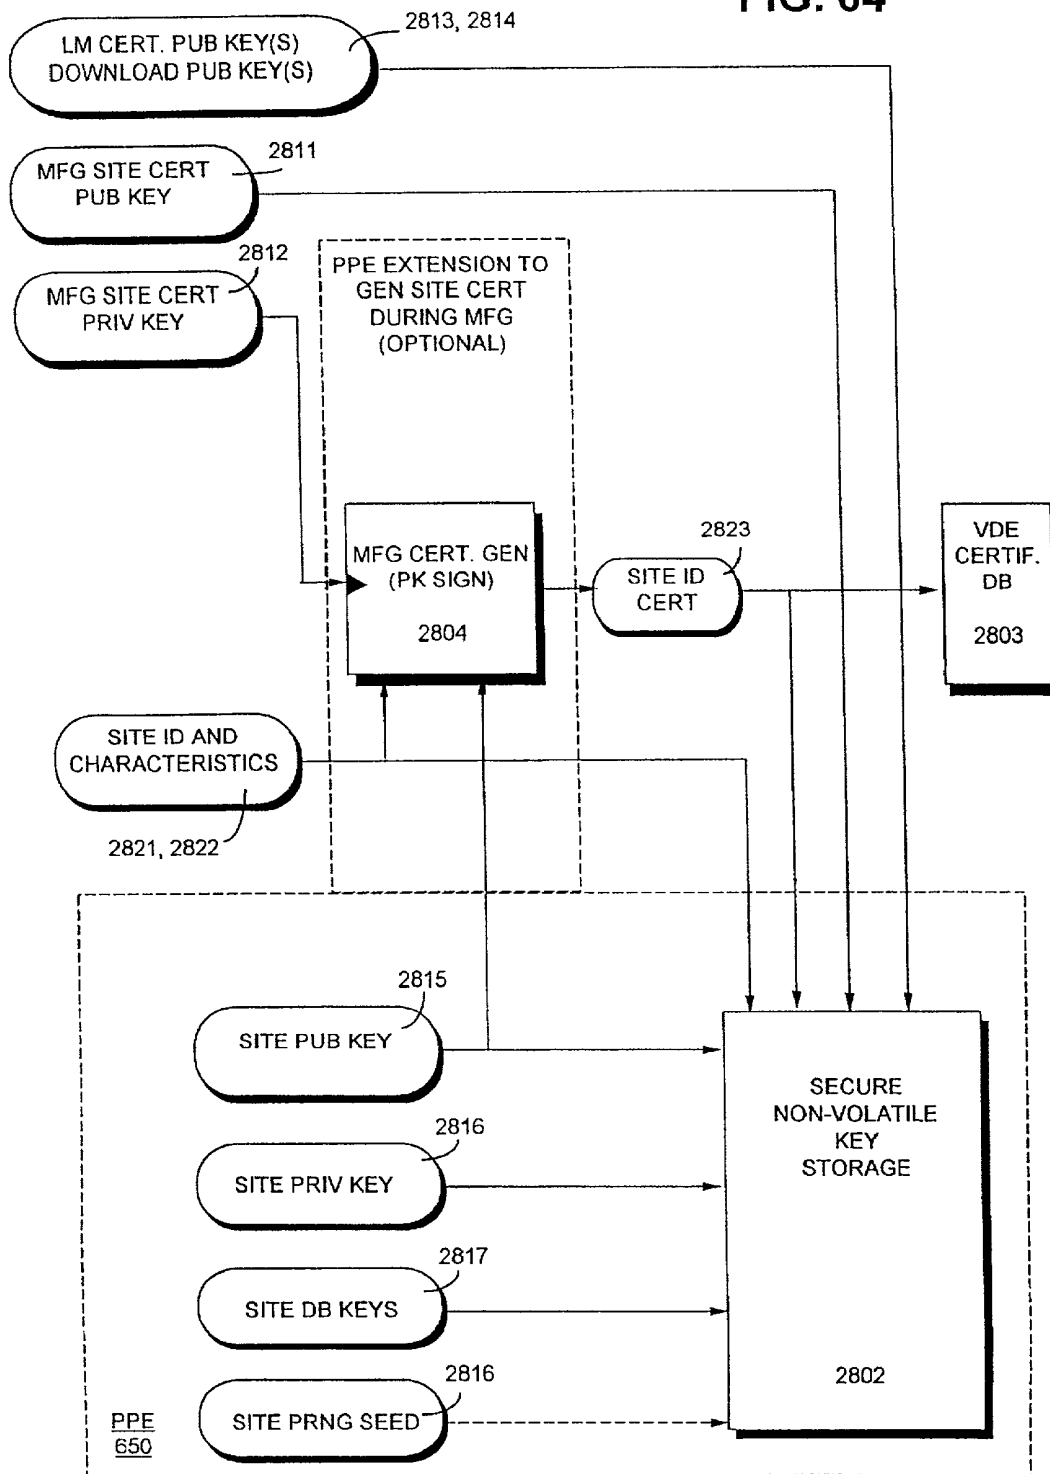 FIG. 64
2813, 2814
LM CERT. PUB KEY(S)
DOWNLOAD PUB KEY(S)
2811
MFG SITE CERT
PUB KEY
2812
MFG SITE CERT
PRIV KEY
PPE EXTENSION TO
GEN SITE CERT
DURING MFG
(OPTIONAL)
MFG CERT. GEN
(PK SIGN)
2804
2823
SITE ID
CERT
VDE
CERTIF.
DB
2803
SITE ID AND
CHARACTERISTICS
2821, 2822
2815
SITE PUB KEY
2816
SITE PRIV KEY
2817
SITE DB KEYS
2816
SITE PRNG SEED
SECURE
NON-VOLATILE
KEY
STORAGE
2802
PPE
650